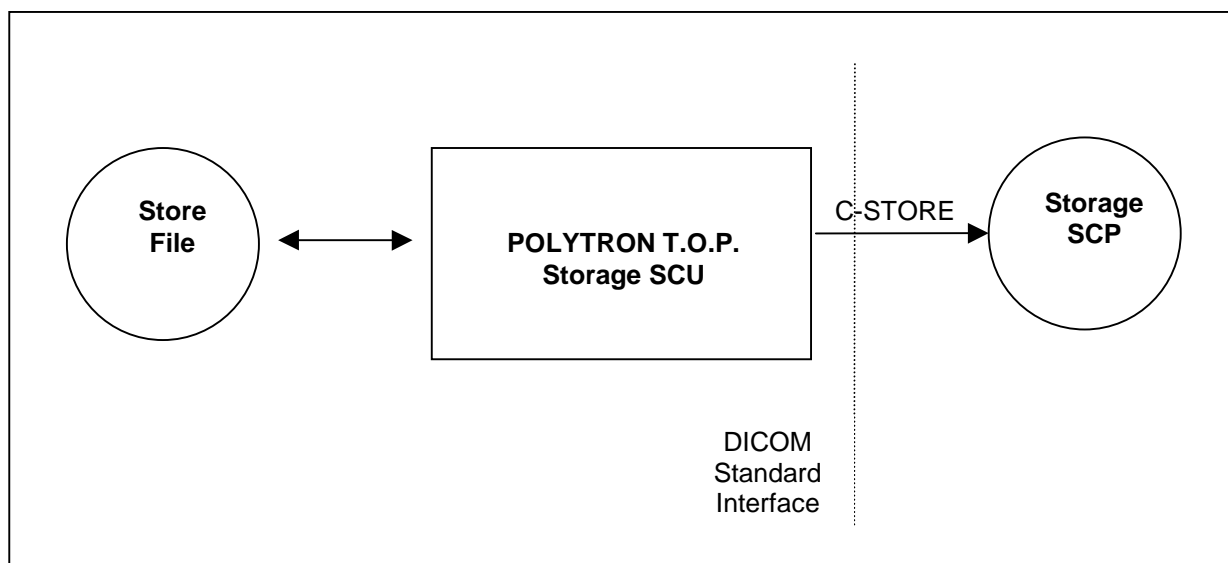 Store
File
POLYTRON T.O.P.
Storage SCU
C-STORE
Storage
SCP
DICOM
Standard
Interface